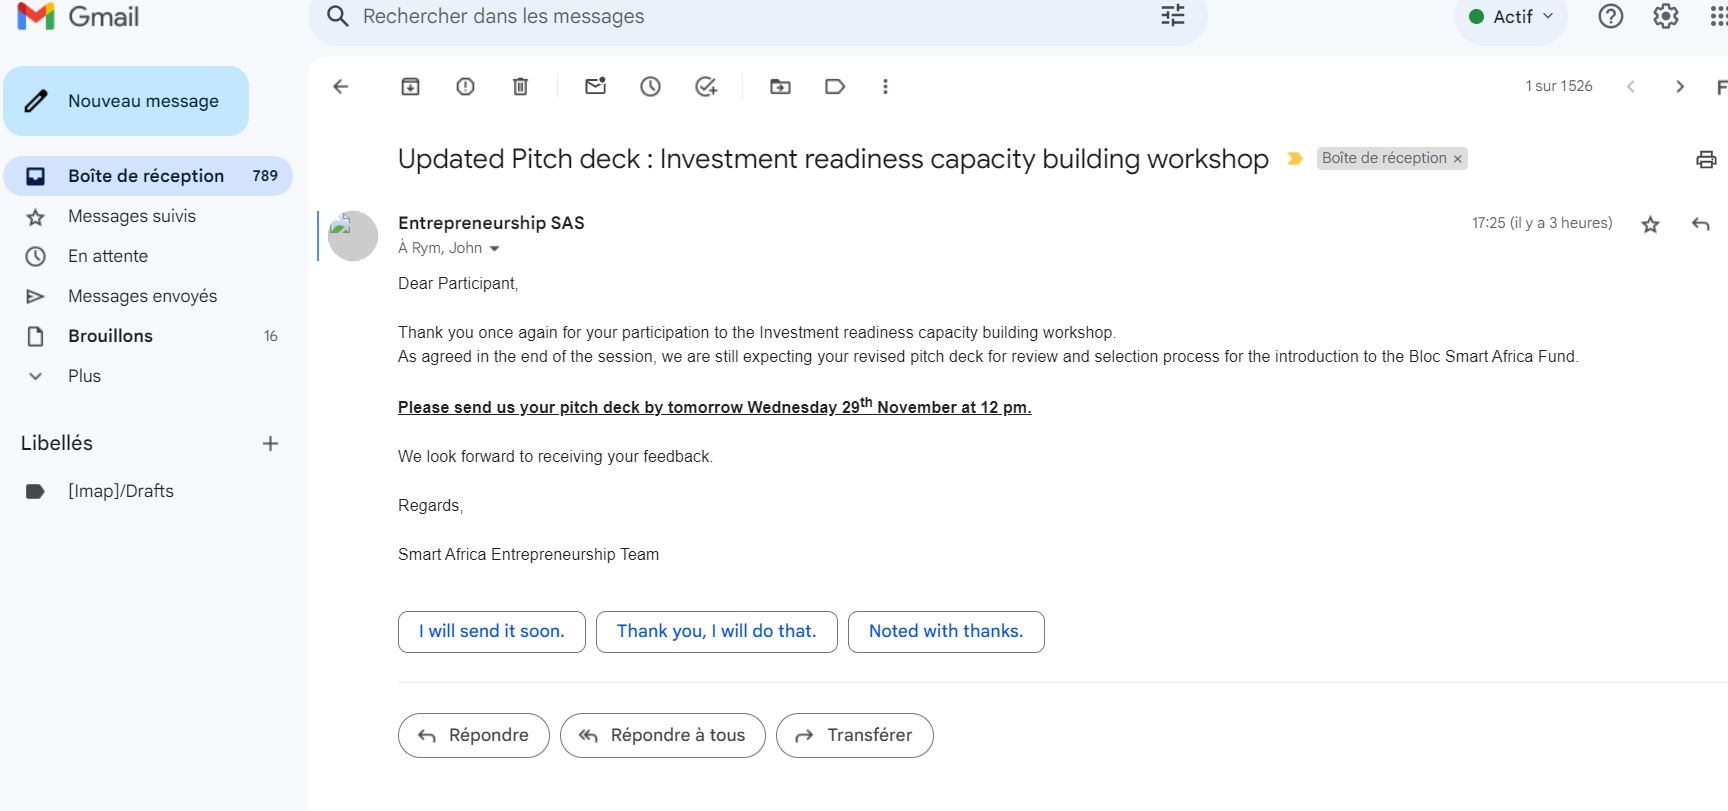 Gmail
Rechercher dans les messages
Actif
Nouveau message
1 sur 1526
Updated Pitch deck : Investment readiness capacity building workshop
Boîte de réception ×
Boîte de réception 789
Messages suivis
En attente
Messages envoyés
Brouillons 16
Plus
Libellés
[Imap]/Drafts
Entrepreneurship SAS
17:25 (il y a 3 heures)
À Rym, John
Dear Participant,
Thank you once again for your participation to the Investment readiness capacity building workshop.
As agreed in the end of the session, we are still expecting your revised pitch deck for review and selection process for the introduction to the Bloc Smart Africa Fund.
Please send us your pitch deck by tomorrow Wednesday 29th November at 12 pm.
We look forward to receiving your feedback.
Regards,
Smart Africa Entrepreneurship Team
I will send it soon.
Thank you, I will do that.
Noted with thanks.
Répondre
Répondre à tous
Transférer